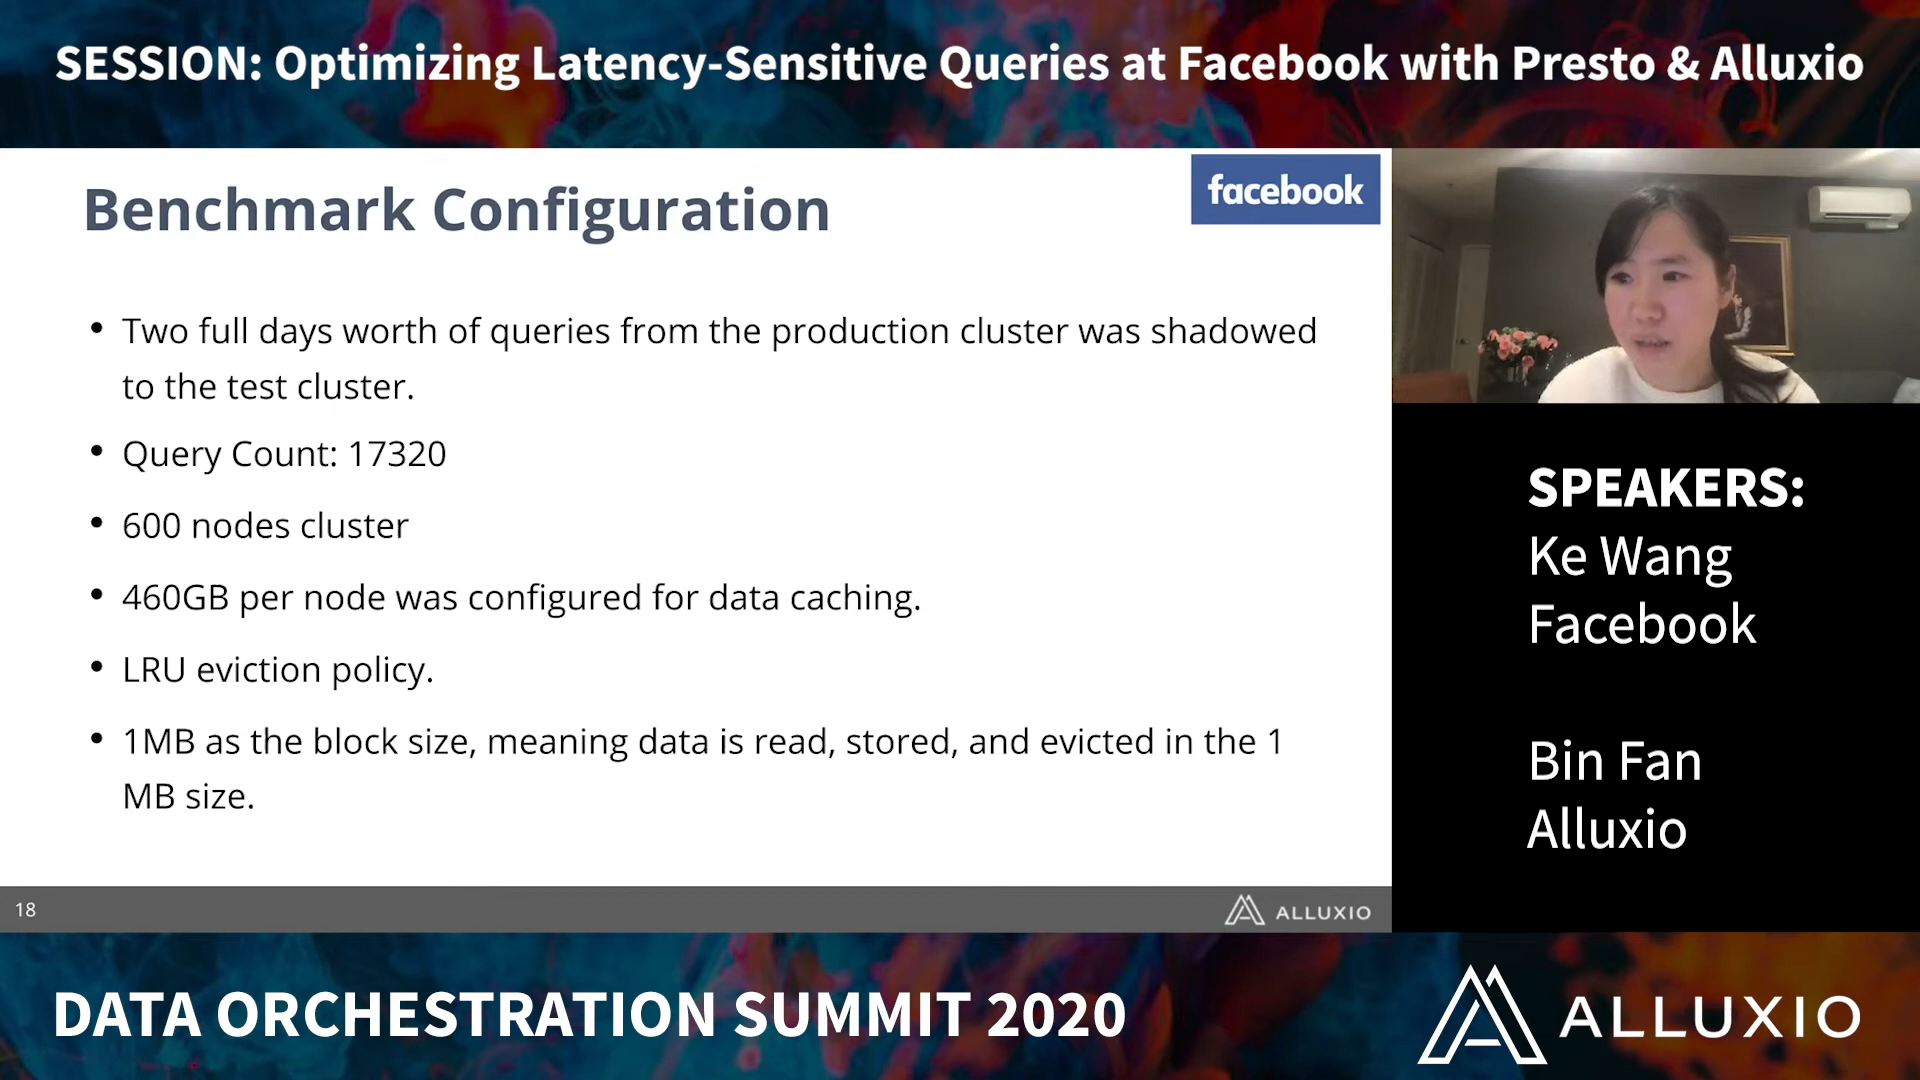 SESSION: Optimizing Latency-Sensitive Queries at Facebook with Presto & Alluxio
Benchmark Configuration
facebook
• Two full days worth of queries from the production cluster was shadowed
to the test cluster.
• Query Count: 17320
• 600 nodes cluster
• 460GB per node was configured for data caching.
• LRU eviction policy.
• 1MB as the block size, meaning data is read, stored, and evicted in the 1
MB size.
18
ALLUXIO
SPEAKERS:
Ke Wang
Facebook
Bin Fan
Alluxio
DATA ORCHESTRATION SUMMIT 2020
ALLUXIO